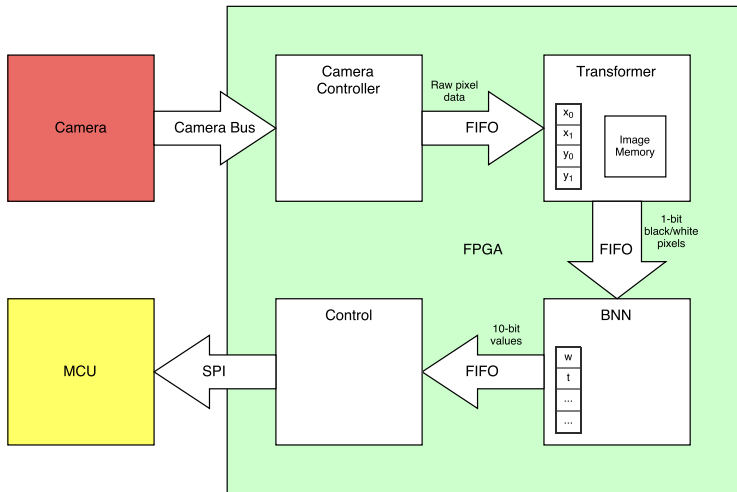 Camera
Camera Bus
Camera
Controller
Raw pixel
data
FIFO
Transformer
x₀
x₁
y₀
y₁
Image
Memory
FIFO
1-bit
black/white
pixels
FPGA
MCU
SPI
Control
10-bit
values
FIFO
BNN
w
t
...
...